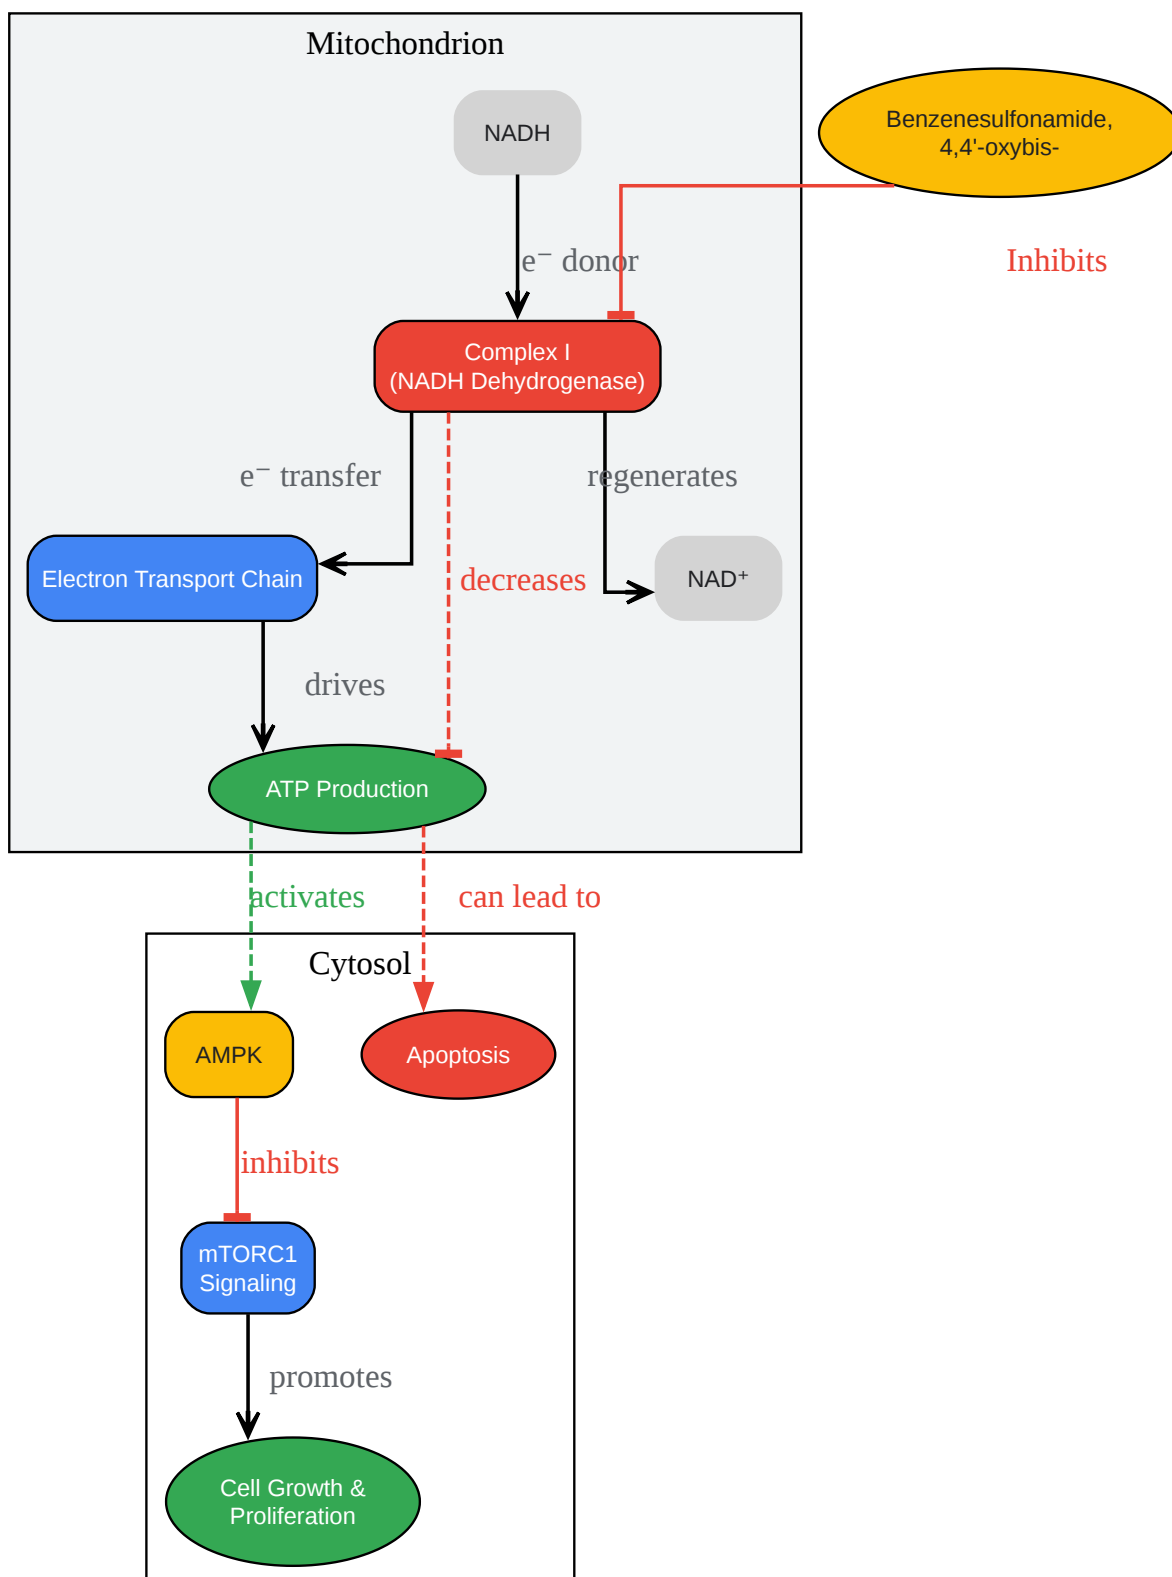 Mitochondrion
NADH
Benzenesulfonamide,
4,4'-oxybis-
e⁻ donor
Inhibits
Complex I
(NADH Dehydrogenase)
e⁻ transfer
regenerates
Electron Transport Chain
decreases
NAD⁺
drives
ATP Production
activates
can lead to
Cytosol
AMPK
Apoptosis
inhibits
mTORC1
Signaling
promotes
Cell Growth &
Proliferation